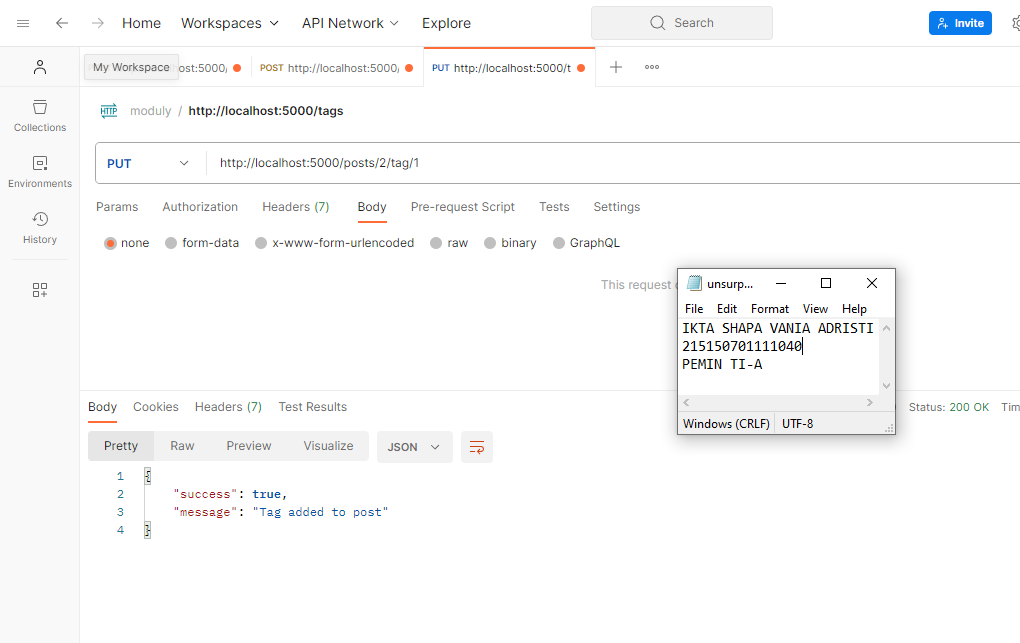 Home Workspaces API Network Explore Search Invite
My Workspace ost:5000/ POST http://localhost:5000/ PUT http://localhost:5000/t
HTTP moduly / http://localhost:5000/tags
Collections
Environments
History
PUT http://localhost:5000/posts/2/tag/1
Params Authorization Headers (7) Body Pre-request Script Tests Settings
none form-data x-www-form-urlencoded raw binary GraphQL
This request
unsurp...
File Edit Format View Help
IKTA SHAPA VANIA ADRISTI
215150701111040
PEMIN TI-A
Windows (CRLF) UTF-8
Body Cookies Headers (7) Test Results Status: 200 OK Tim
Pretty Raw Preview Visualize JSON
1 {
2 "success": true,
3 "message": "Tag added to post"
4 }